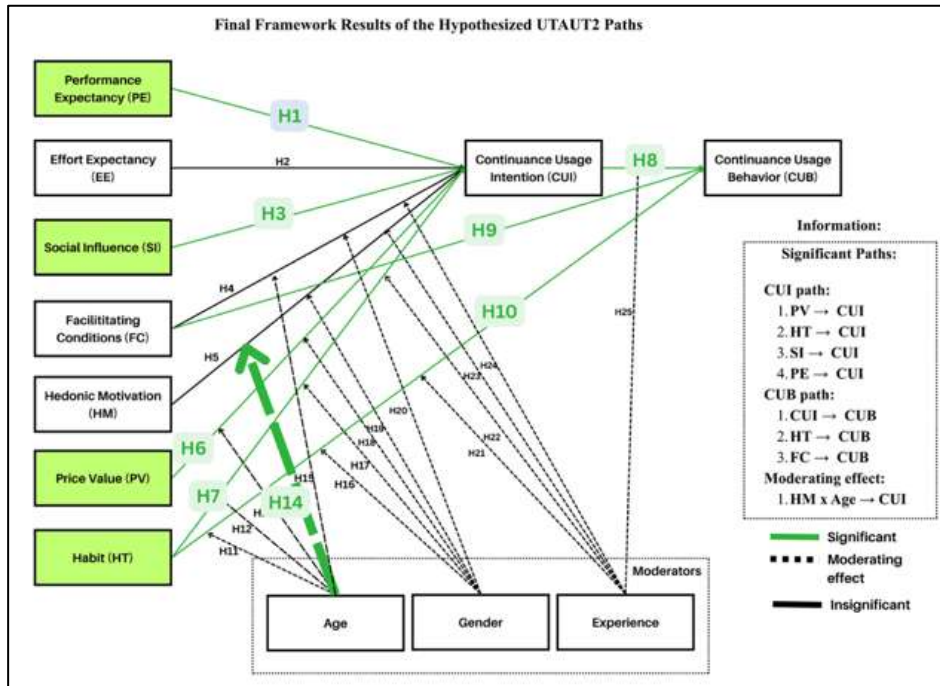 Final Framework Results of the Hypothesized UTAUT2 Paths
Performance
Expectancy (PE)
H1
Effort Expectancy
(EE)
H2
Continuance Usage
Intention (CUI)
H8
Continuance Usage
Behavior (CUB)
H3
Social Influence (SI)
H9
Information:
Significant Paths:
CUI path:
1. PV → CUI
2. HT → CUI
3. SI → CUI
4. PE → CUI
CUB path:
1. CUI → CUB
2. HT → CUB
3. FC → CUB
Moderating effect:
1. HM x Age → CUI
H4
Facilititating
Conditions (FC)
H10
H25
H5
Hedonic Motivation
(HM)
H24
H23
H20
H19
H18
H22
H21
H17
H16
H15
H6
Price Value (PV)
H7
H14
H12
H11
Habit (HT)
Significant
Moderating
effect
Insignificant
Moderators
Age
Gender
Experience